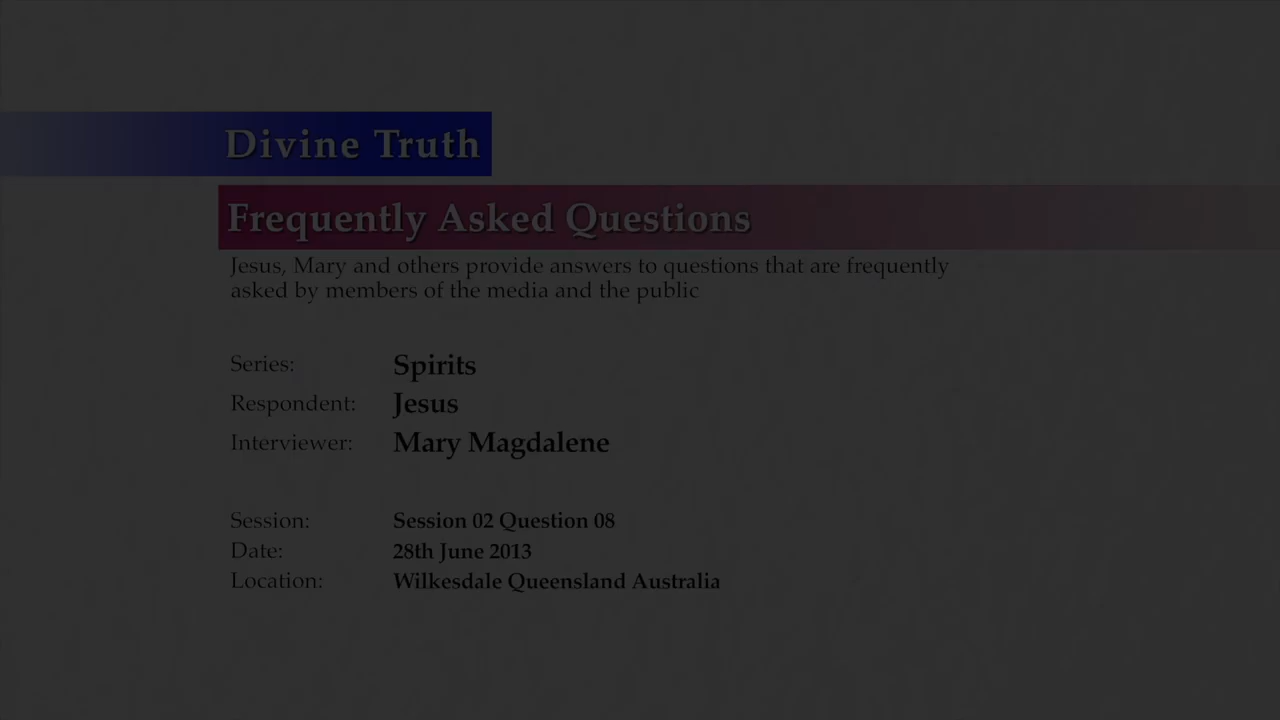 Divine Truth
Frequently Asked Questions
Jesus, Mary and others provide answers to questions that are frequently
asked by members of the media and the public
Series: Spirits
Respondent: Jesus
Interviewer: Mary Magdalene
Session: Session 02 Question 08
Date: 28th June 2013
Location: Wilkesdale Queensland Australia